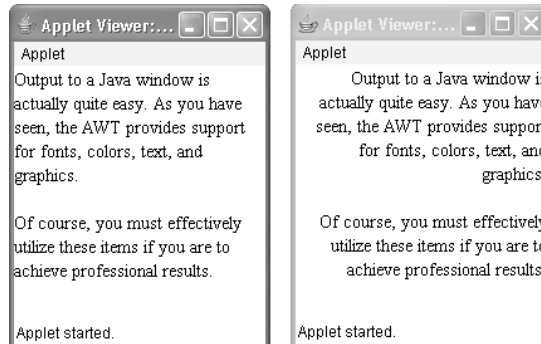 Applet Viewer:...
Applet
Output to a Java window is
actually quite easy. As you have
seen, the AWT provides support
for fonts, colors, text, and
graphics.
Of course, you must effectively
utilize these items if you are to
achieve professional results.
Applet started.
Applet Viewer:...
Applet
Output to a Java window is
actually quite easy. As you have
seen, the AWT provides support
for fonts, colors, text, and
graphics.
Of course, you must effectively
utilize these items if you are to
achieve professional results.
Applet started.